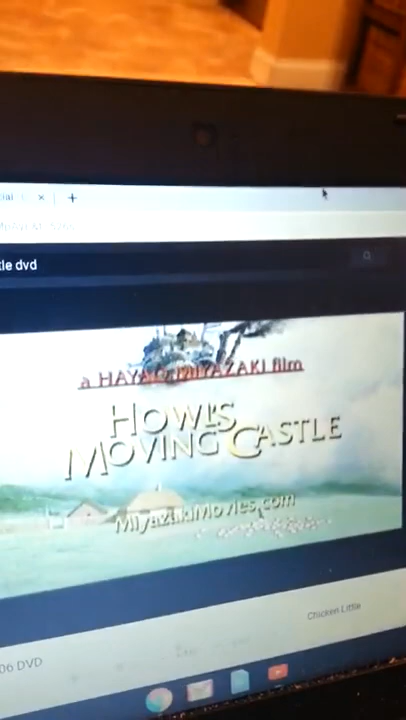 tle dvd
a HAYAO MIYAZAKI film
HOWL'S
MOVING CASTLE
MiyazakiMovies.com
Chicken Little
06 DVD